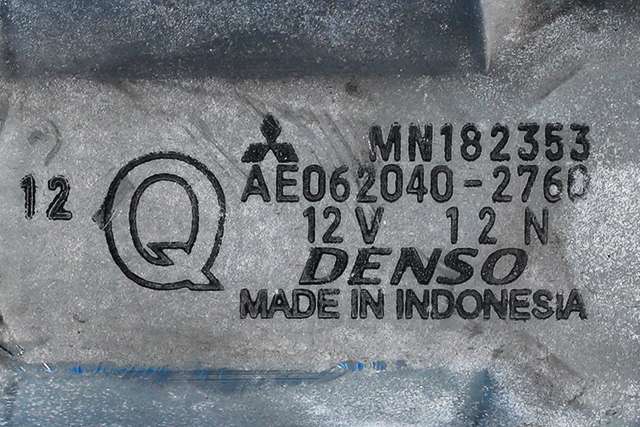 MN182353
12 Q AE062040-2760
12V 12N
DENSO
MADE IN INDONESIA